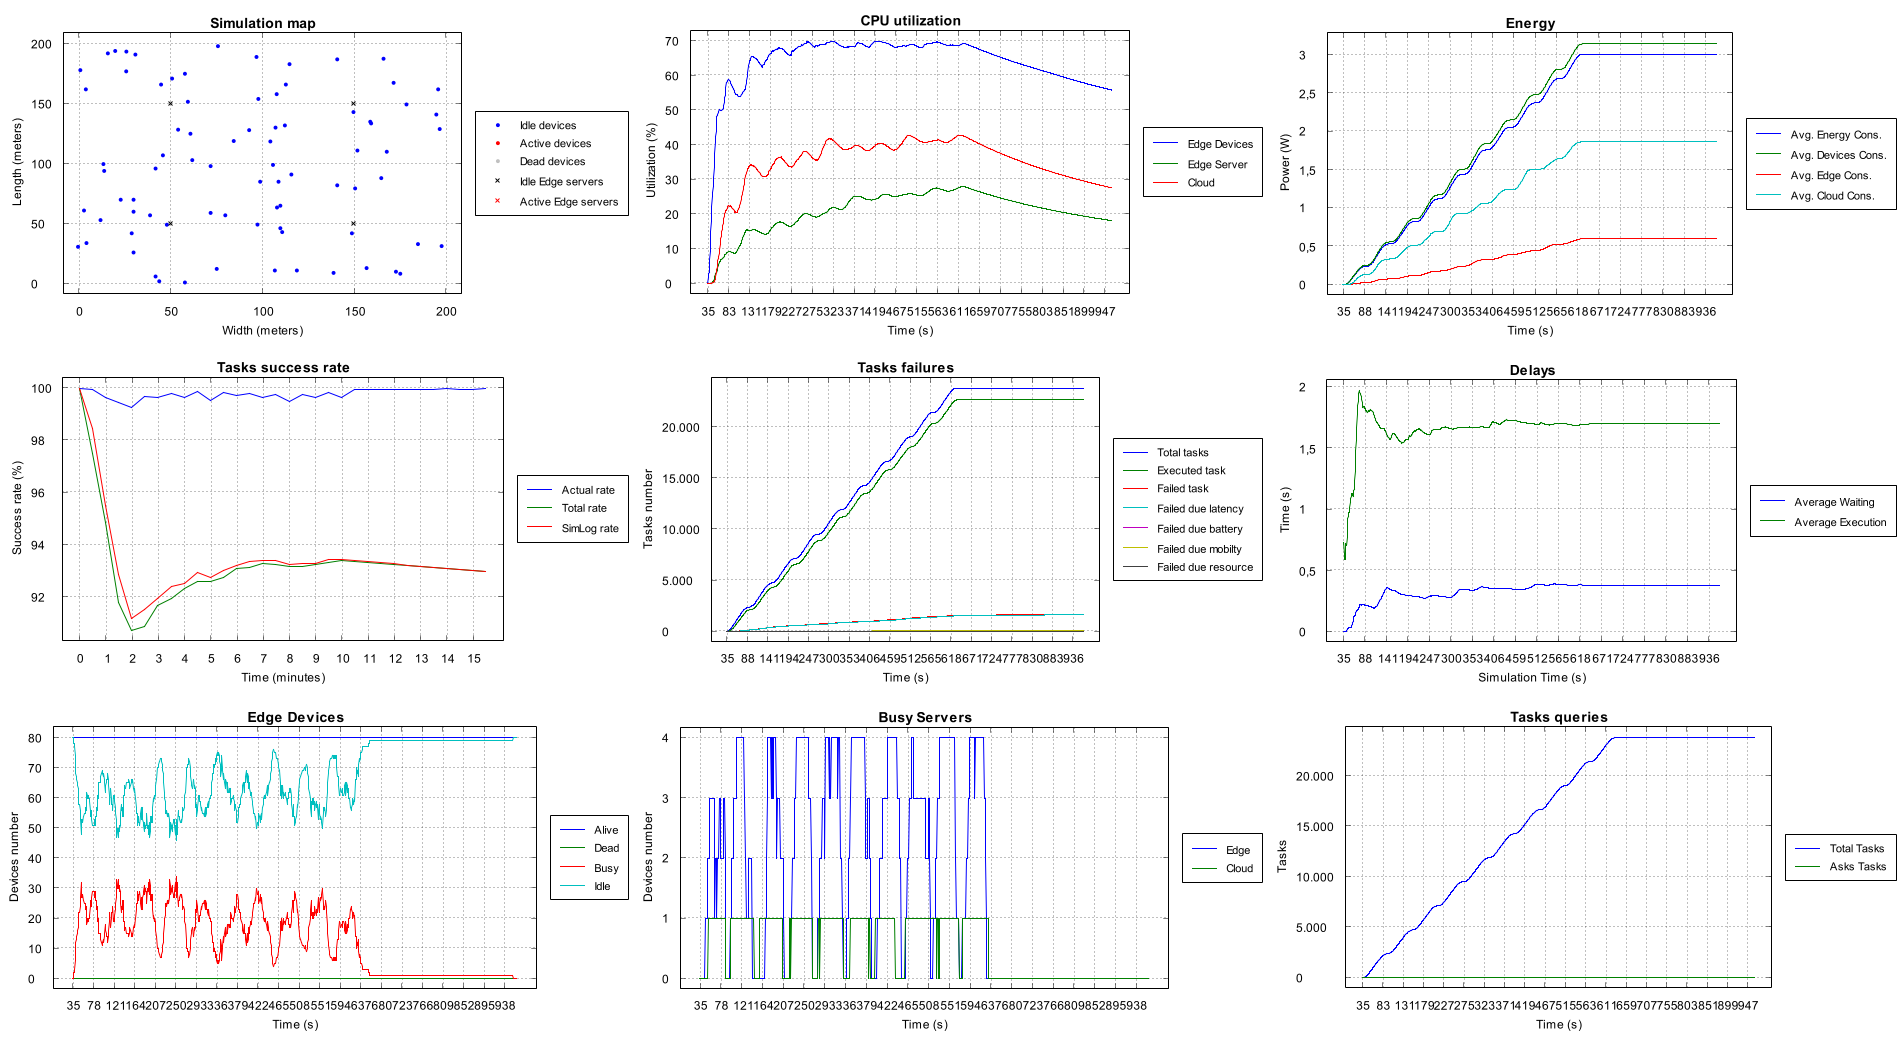 Simulation map
200
150
100
50
0
0 50 100 150 200
Length (meters)
Width (meters)
Idle devices
Active devices
Dead devices
Idle Edge servers
Active Edge servers
CPU utilization
70
60
50
40
30
20
10
0
Utilization (%)
Time (s)
Edge Devices
Edge Server
Cloud
Energy
3
2,5
2
1,5
1
0,5
0
Power (W)
Time (s)
Avg. Energy Cons.
Avg. Devices Cons.
Avg. Edge Cons.
Avg. Cloud Cons.
Tasks success rate
100
98
96
94
92
0 1 2 3 4 5 6 7 8 9 10 11 12 13 14 15
Success rate (%)
Time (minutes)
Actual rate
Total rate
SimLog rate
Tasks failures
20.000
15.000
10.000
5.000
0
Tasks number
Time (s)
Total tasks
Executed task
Failed task
Failed due latency
Failed due battery
Failed due mobilty
Failed due resource
Delays
2
1,5
1
0,5
0
Time (s)
Simulation Time (s)
Average Waiting
Average Execution
Edge Devices
80
70
60
50
40
30
20
10
0
Devices number
Time (s)
Alive
Dead
Busy
Idle
Busy Servers
4
3
2
1
0
Devices number
Time (s)
Edge
Cloud
Tasks queries
20.000
15.000
10.000
5.000
0
Tasks
Time (s)
Total Tasks
Asks Tasks